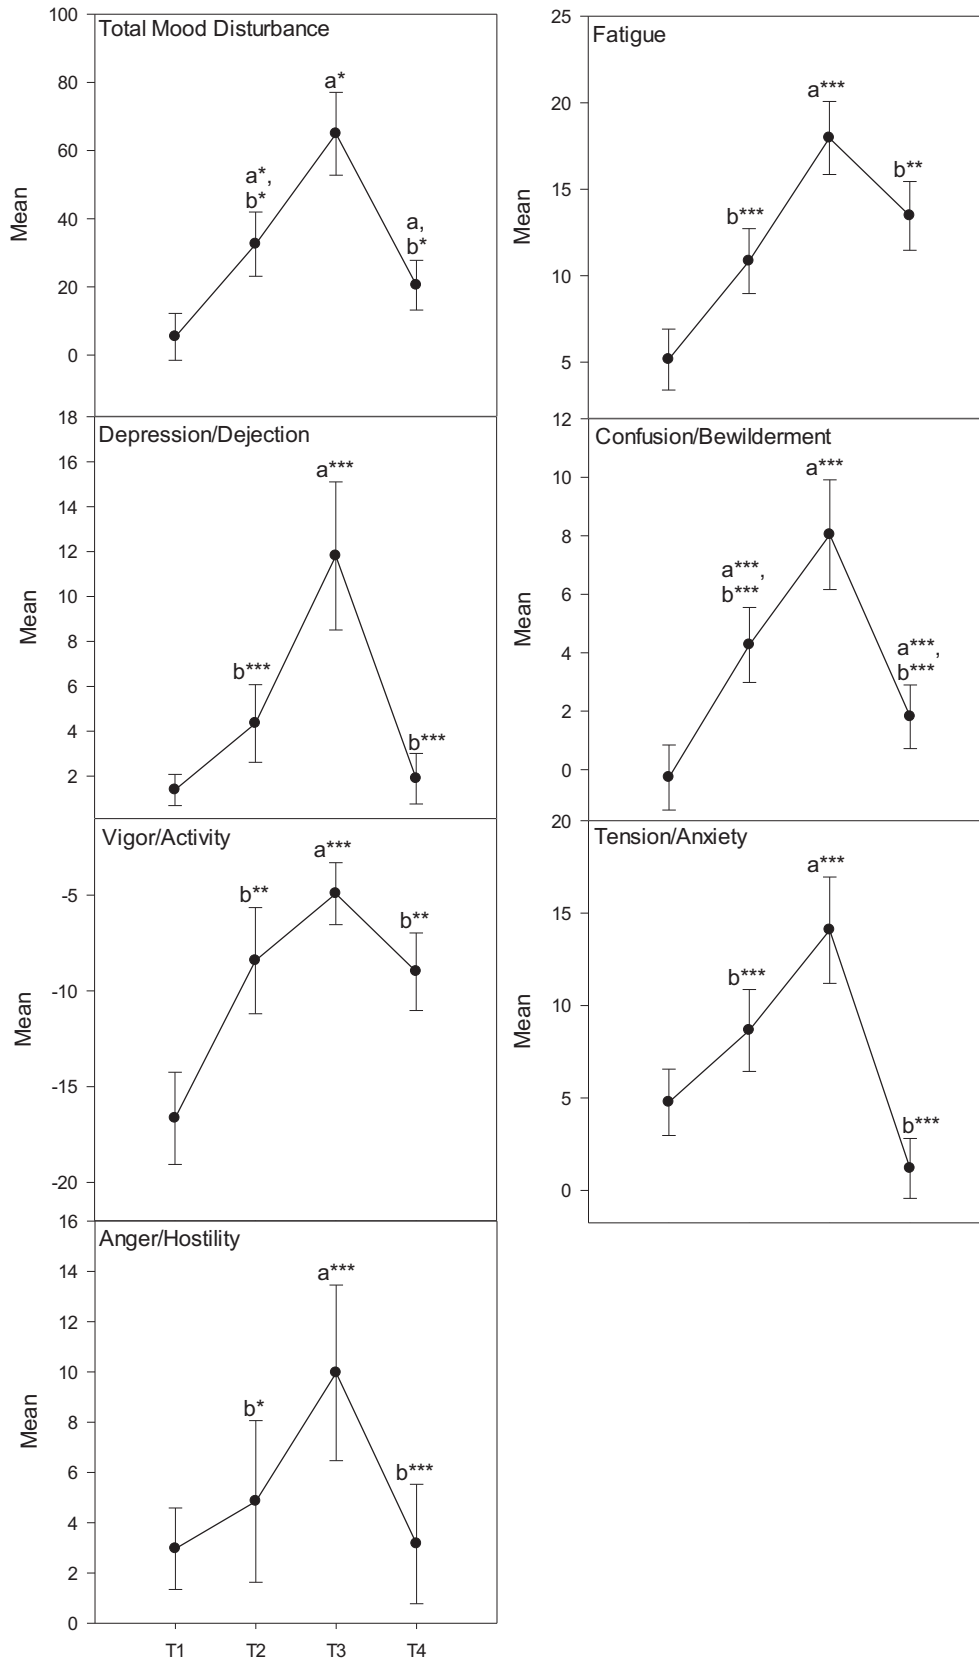 Total Mood Disturbance
Mean
100
80
60
40
20
0
a*,
b*
a*
a,
b*
Fatigue
Mean
25
20
15
10
5
b***
a***
b**
Depression/Dejection
Mean
18
16
14
12
10
8
6
4
2
b***
a***
b***
Confusion/Bewilderment
Mean
12
10
8
6
4
2
0
a***,
b***
a***
a***,
b***
Vigor/Activity
Mean
-5
-10
-15
-20
b**
a***
b**
Tension/Anxiety
Mean
20
15
10
5
0
b***
a***
b***
Anger/Hostility
Mean
16
14
12
10
8
6
4
2
0
b*
a***
b***
T1 T2 T3 T4